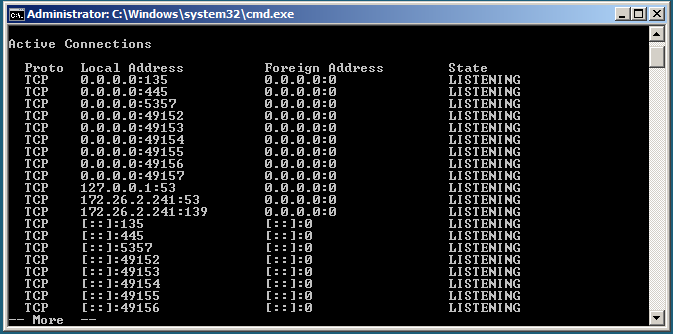 Administrator: C:\Windows\system32\cmd.exe
Active Connections
Proto Local Address Foreign Address State
TCP 0.0.0.0:135 0.0.0.0:0 LISTENING
TCP 0.0.0.0:445 0.0.0.0:0 LISTENING
TCP 0.0.0.0:5357 0.0.0.0:0 LISTENING
TCP 0.0.0.0:49152 0.0.0.0:0 LISTENING
TCP 0.0.0.0:49153 0.0.0.0:0 LISTENING
TCP 0.0.0.0:49154 0.0.0.0:0 LISTENING
TCP 0.0.0.0:49155 0.0.0.0:0 LISTENING
TCP 0.0.0.0:49156 0.0.0.0:0 LISTENING
TCP 0.0.0.0:49157 0.0.0.0:0 LISTENING
TCP 127.0.0.1:53 0.0.0.0:0 LISTENING
TCP 172.26.2.241:53 0.0.0.0:0 LISTENING
TCP 172.26.2.241:139 0.0.0.0:0 LISTENING
TCP [::]:135 [::]:0 LISTENING
TCP [::]:445 [::]:0 LISTENING
TCP [::]:5357 [::]:0 LISTENING
TCP [::]:49152 [::]:0 LISTENING
TCP [::]:49153 [::]:0 LISTENING
TCP [::]:49154 [::]:0 LISTENING
TCP [::]:49155 [::]:0 LISTENING
TCP [::]:49156 [::]:0 LISTENING
-- More --